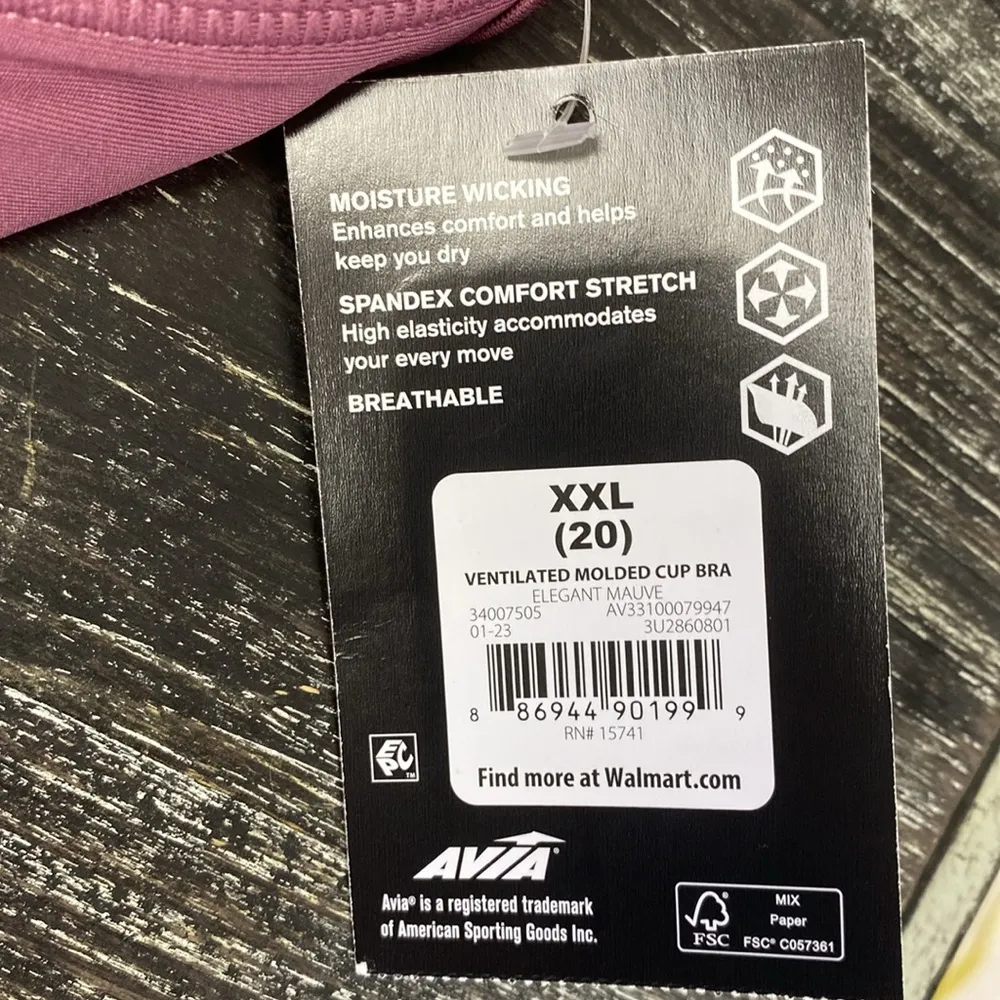 MOISTURE WICKING
Enhances comfort and helps
keep you dry
SPANDEX COMFORT STRETCH
High elasticity accommodates
your every move
BREATHABLE
XXL
(20)
VENTILATED MOLDED CUP BRA
ELEGANT MAUVE
34007505 AV33100079947
01-23 3U2860801
8 86944 90199 9
RN# 15741
Find more at Walmart.com
EPC TM
AVIA®
Avia® is a registered trademark
of American Sporting Goods Inc.
FSC
MIX
Paper
FSC® C057361